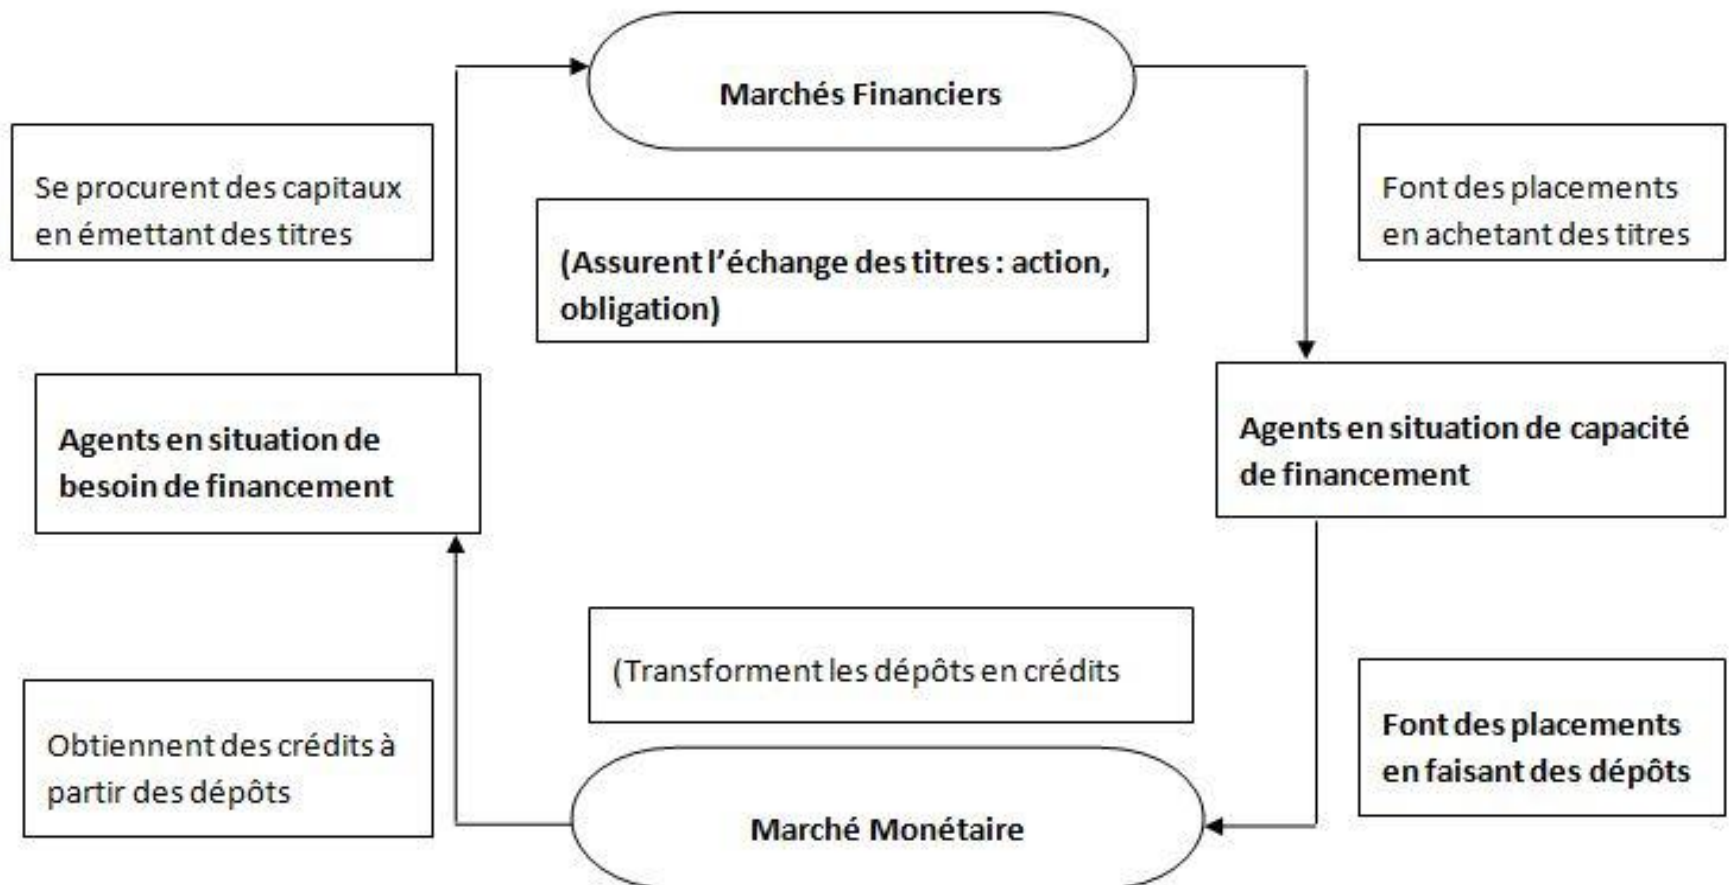 Marchés Financiers
Se procurent des capitaux
en émettant des titres
Font des placements
en achetant des titres
(Assurent l'échange des titres : action,
obligation)
Agents en situation de
besoin de financement
Agents en situation de capacité
de financement
(Transforment les dépôts en crédits
Obtiennent des crédits à
partir des dépôts
Font des placements
en faisant des dépôts
Marché Monétaire